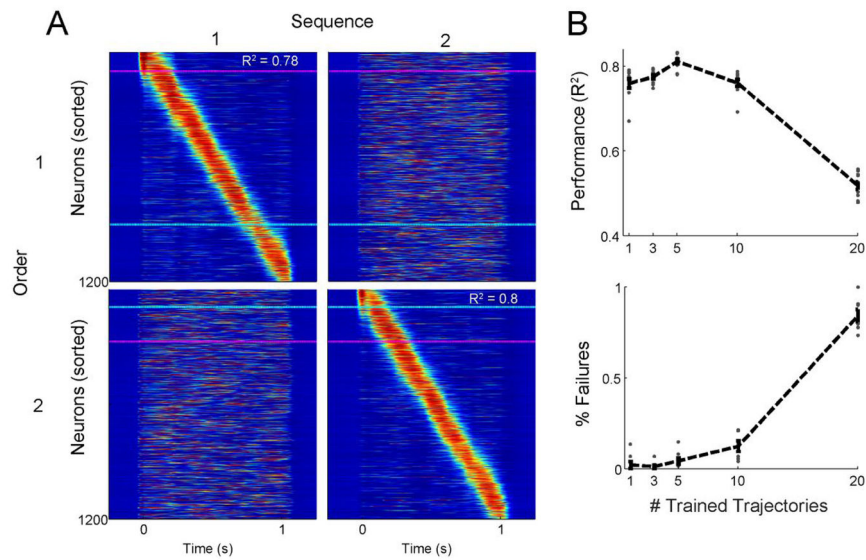 A
Sequence
1
2
R² = 0.78
Neurons (sorted)
1
1200
Order
R² = 0.8
Neurons (sorted)
2
1200
0
1
Time (s)
0
1
Time (s)
B
Performance (R²)
0.8
0.6
0.4
1
3
5
10
20
% Failures
1
0.5
0
1
3
5
10
20
# Trained Trajectories